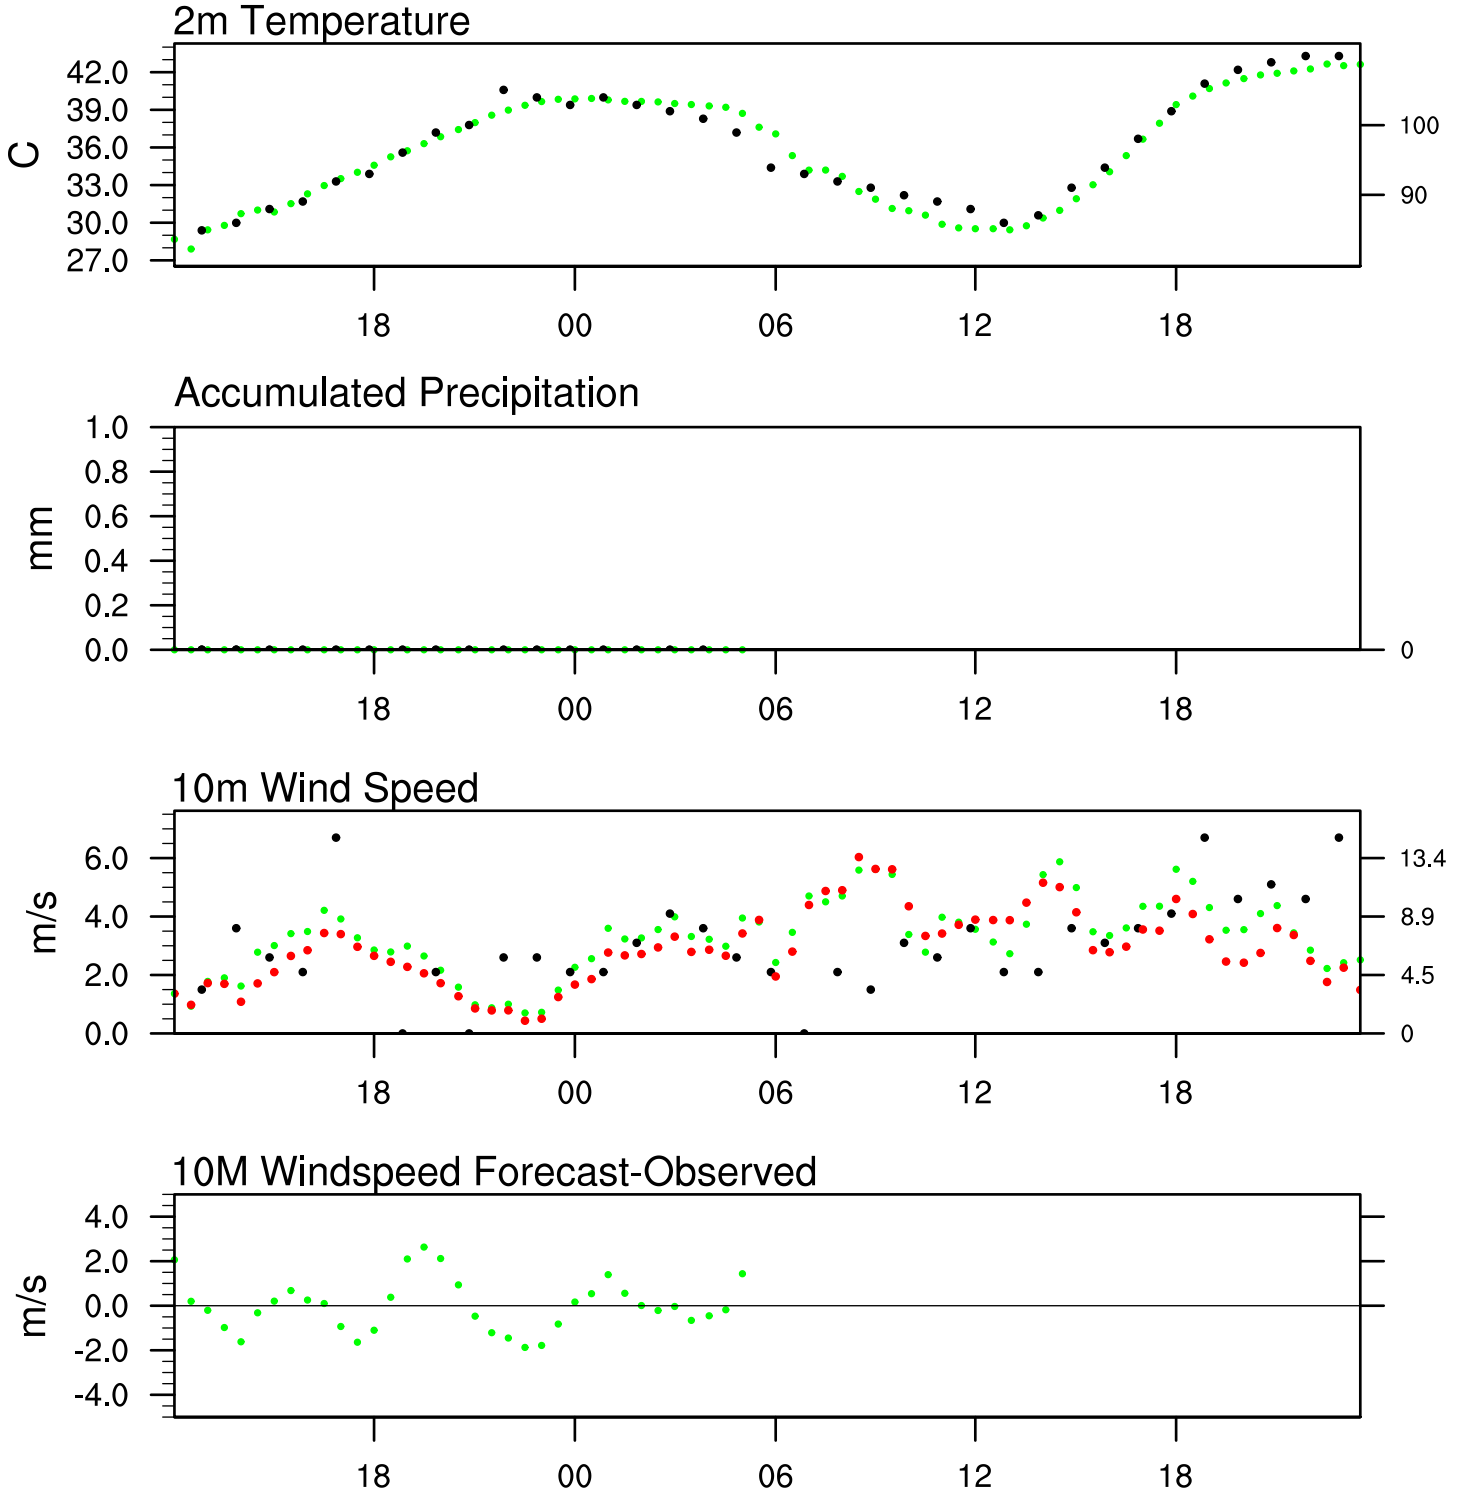 2m Temperature
42.0
39.0
36.0
33.0
30.0
27.0
C
100
90
18 00 06 12 18
Accumulated Precipitation
1.0
0.8
0.6
0.4
0.2
0.0
mm
0
18 00 06 12 18
10m Wind Speed
6.0
4.0
2.0
0.0
m/s
13.4
8.9
4.5
0
18 00 06 12 18
10M Windspeed Forecast-Observed
4.0
2.0
0.0
-2.0
-4.0
m/s
18 00 06 12 18